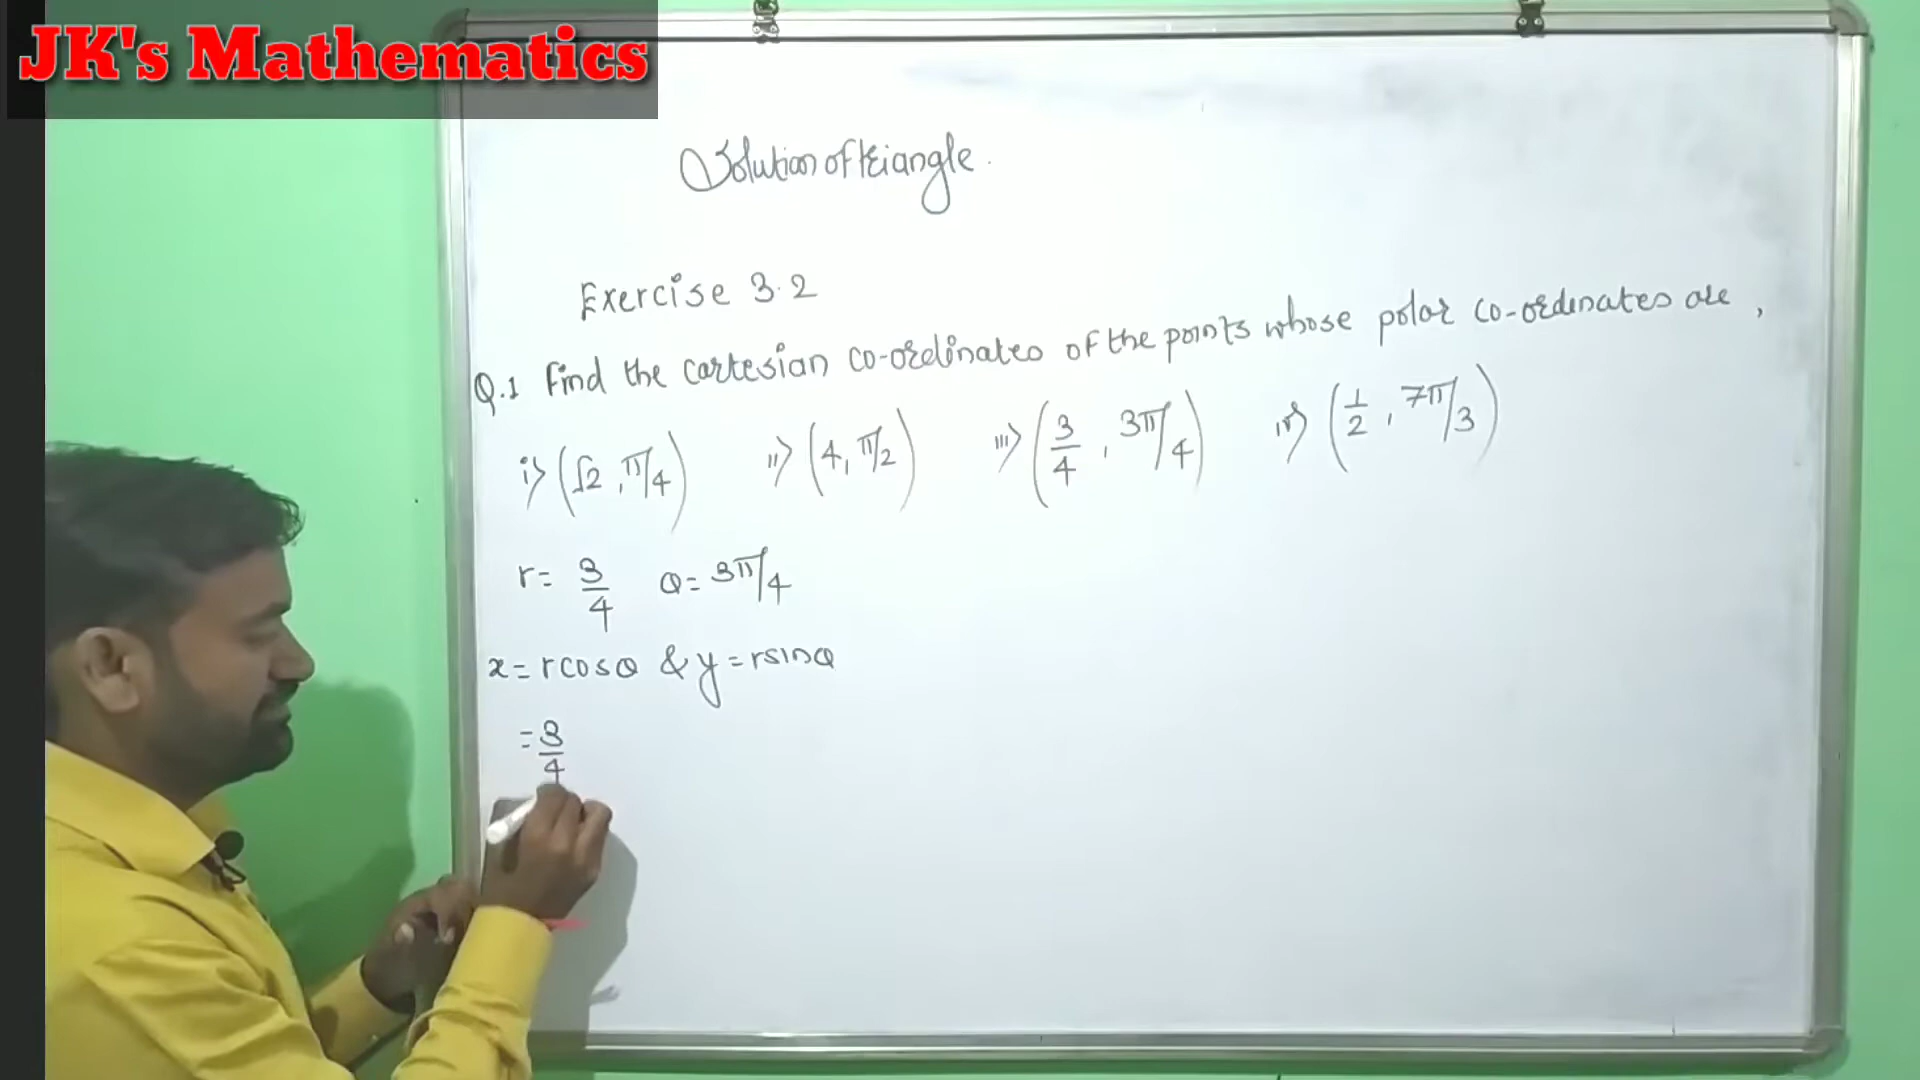 JK's Mathematics
Solution of triangle.
Exercise 3.2
Q.1 Find the cartesian co-ordinates of the points whose polar co-ordinates are,
i) (√2, π/4) ii) (4, π/2) iii) (3/4, 3π/4) iv) (1/2, 7π/3)
r = 3/4 θ = 3π/4
x = r cosθ & y = r sinθ
= 3/4